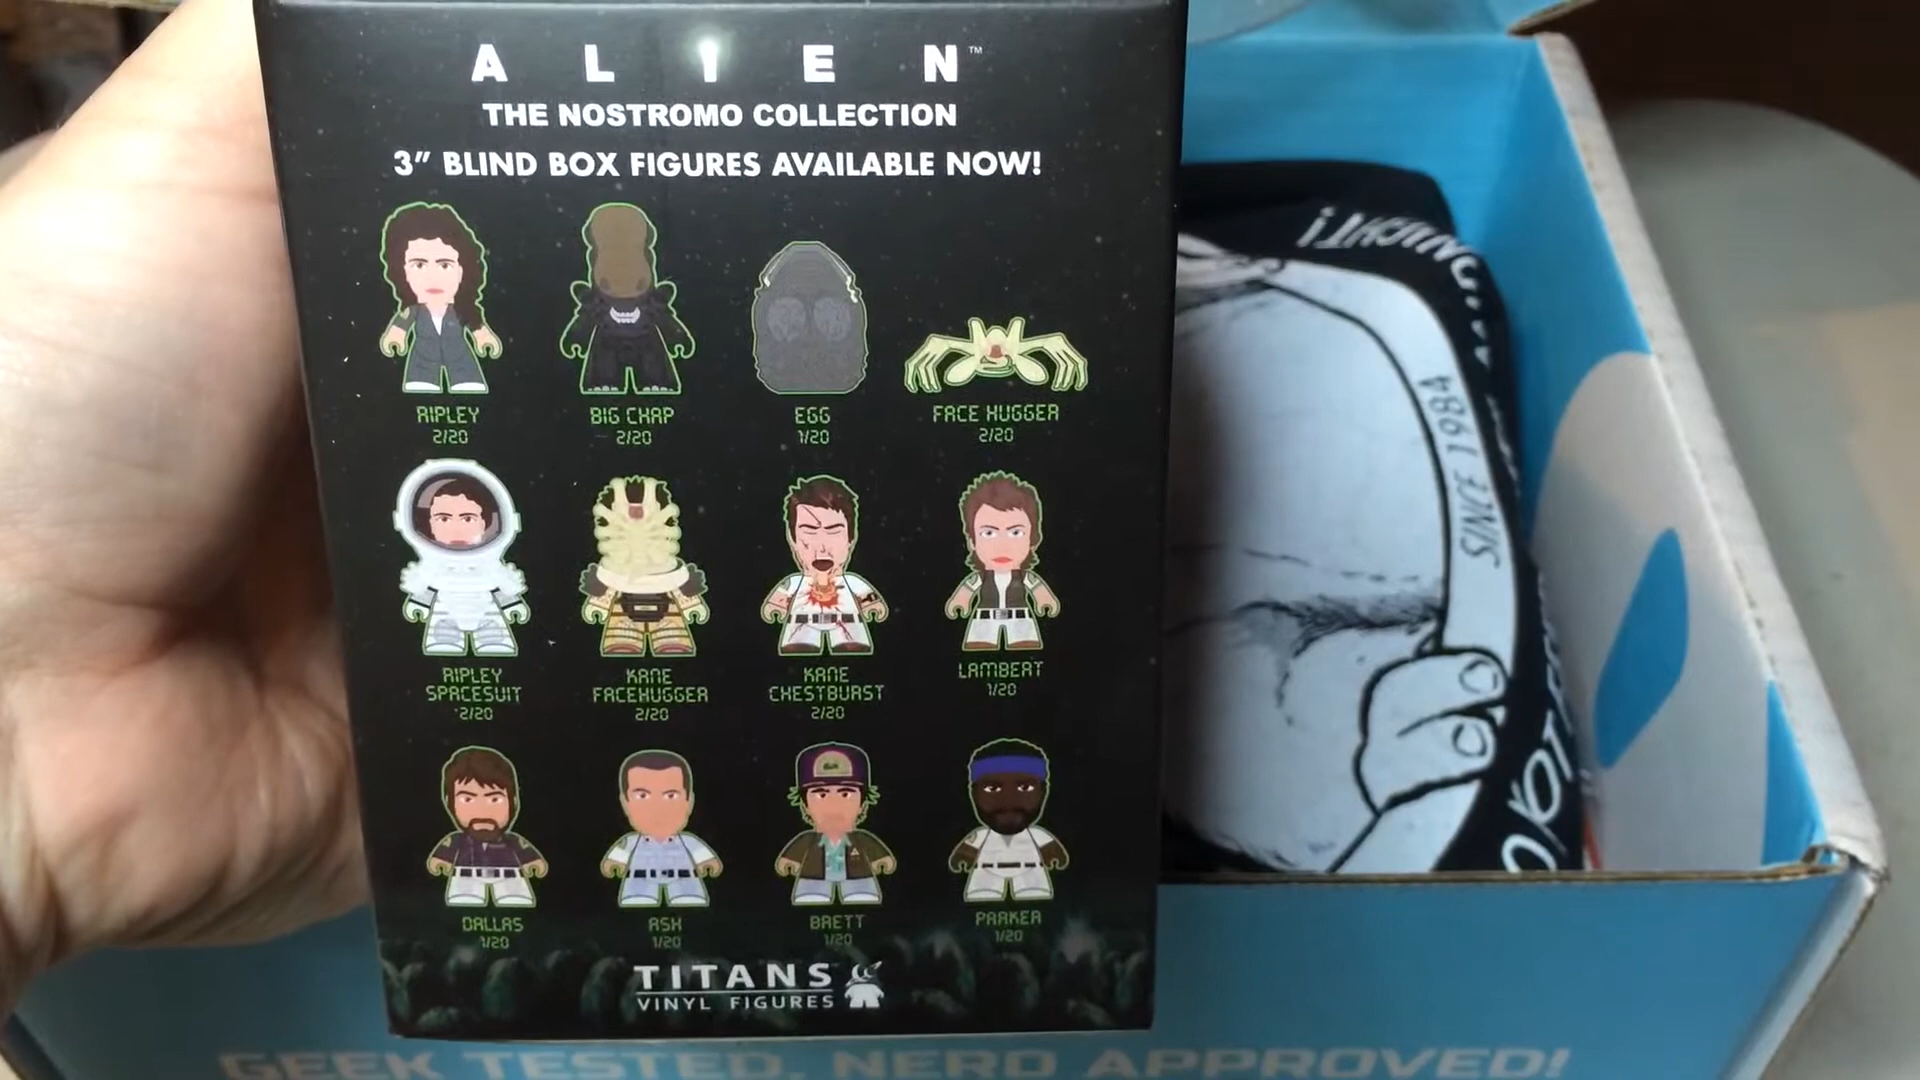 ALIEN™
THE NOSTROMO COLLECTION
3" BLIND BOX FIGURES AVAILABLE NOW!
RIPLEY
2/20
BIG CHAP
2/20
EGG
1/20
FACE HUGGER
2/20
RIPLEY
SPACESUIT
2/20
KANE
FACEHUGGER
2/20
KANE
CHESTBURST
2/20
LAMBERT
1/20
DALLAS
1/20
ASH
1/20
BRETT
1/20
PARKER
1/20
TITANS
VINYL FIGURES
SINCE 1984
GEEK TESTED, NERD APPROVED!